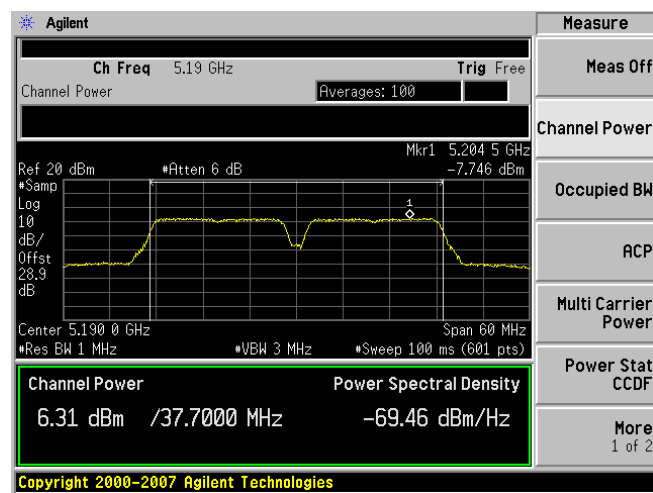 Agilent
Measure
Ch Freq 5.19 GHz Trig Free
Channel Power Averages: 100
Mkr1 5.204 5 GHz
Ref 20 dBm #Atten 6 dB -7.746 dBm
#Samp
Log
10
dB/
Offst
28.9
dB
1
Center 5.190 0 GHz Span 60 MHz
#Res BW 1 MHz #VBW 3 MHz #Sweep 100 ms (601 pts)
Channel Power Power Spectral Density
6.31 dBm /37.7000 MHz -69.46 dBm/Hz
Meas Off
Channel Power
Occupied BW
ACP
Multi Carrier
Power
Power Stat
CCDF
More
1 of 2
Copyright 2000-2007 Agilent Technologies